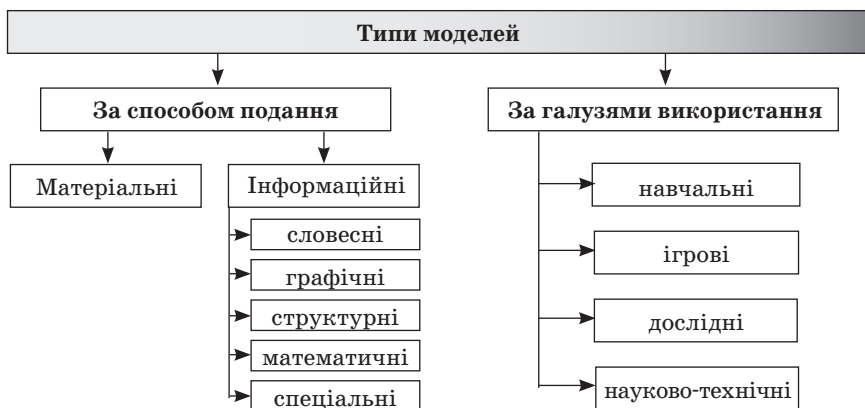 Типи моделей
За способом подання
Матеріальні
Інформаційні
словесні
графічні
структурні
математичні
спеціальні
За галузями використання
навчальні
ігрові
дослідні
науково-технічні